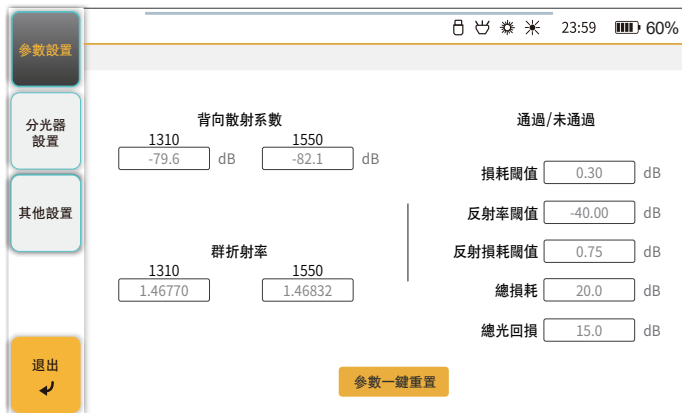 23:59 60%
參數設置
分光器
設置
其他設置
退出
背向散射系數
1310 1550
-79.6 dB -82.1 dB
群折射率
1310 1550
1.46770 1.46832
通過/未通過
損耗閾值 0.30 dB
反射率閾值 -40.00 dB
反射損耗閾值 0.75 dB
總損耗 20.0 dB
總光回損 15.0 dB
參數一鍵重置